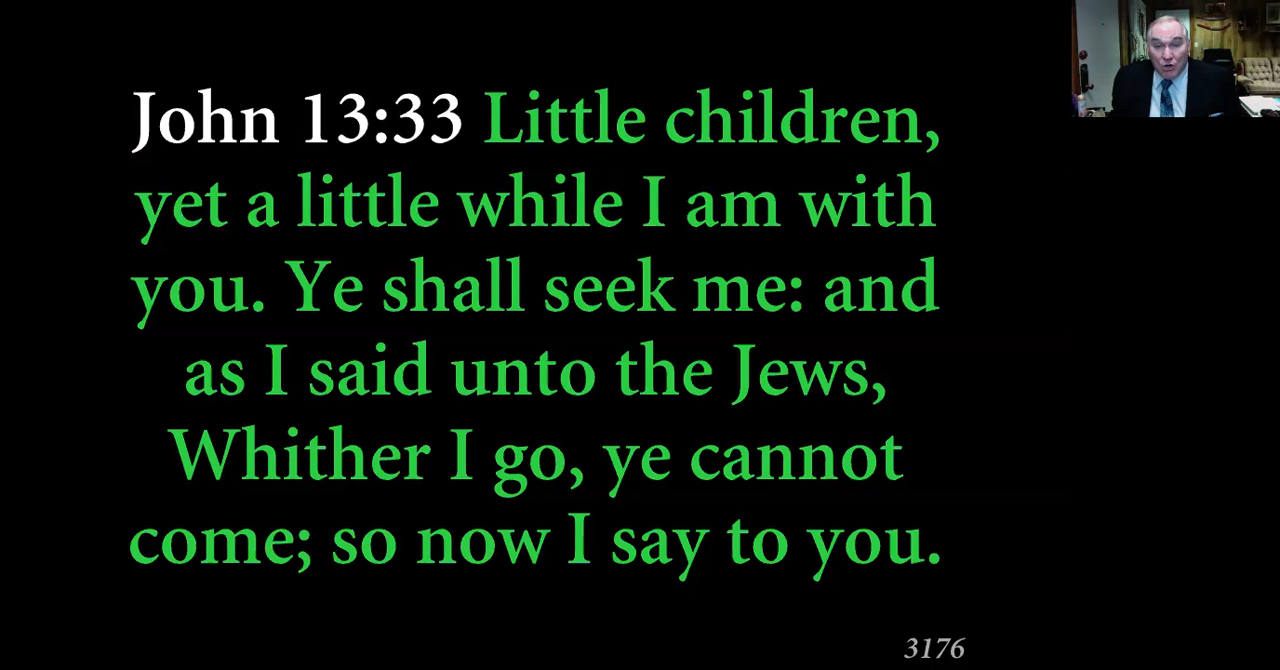 John 13:33 Little children,
yet a little while I am with
you. Ye shall seek me: and
as I said unto the Jews,
Whither I go, ye cannot
come; so now I say to you.
3176